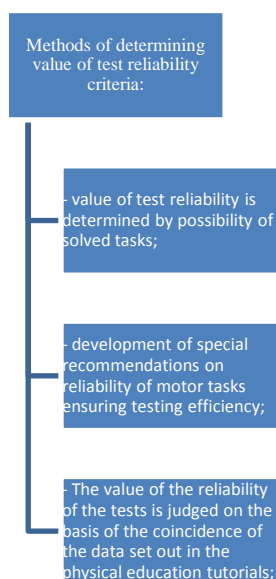 Methods of determining
value of test reliability
criteria:
- value of test reliability is
determined by possibility of
solved tasks;
- development of special
recommendations on
reliability of motor tasks
ensuring testing efficiency;
- The value of the reliability
of the tests is judged on the
basis of the coincidence of
the data set out in the
physical education tutorials;